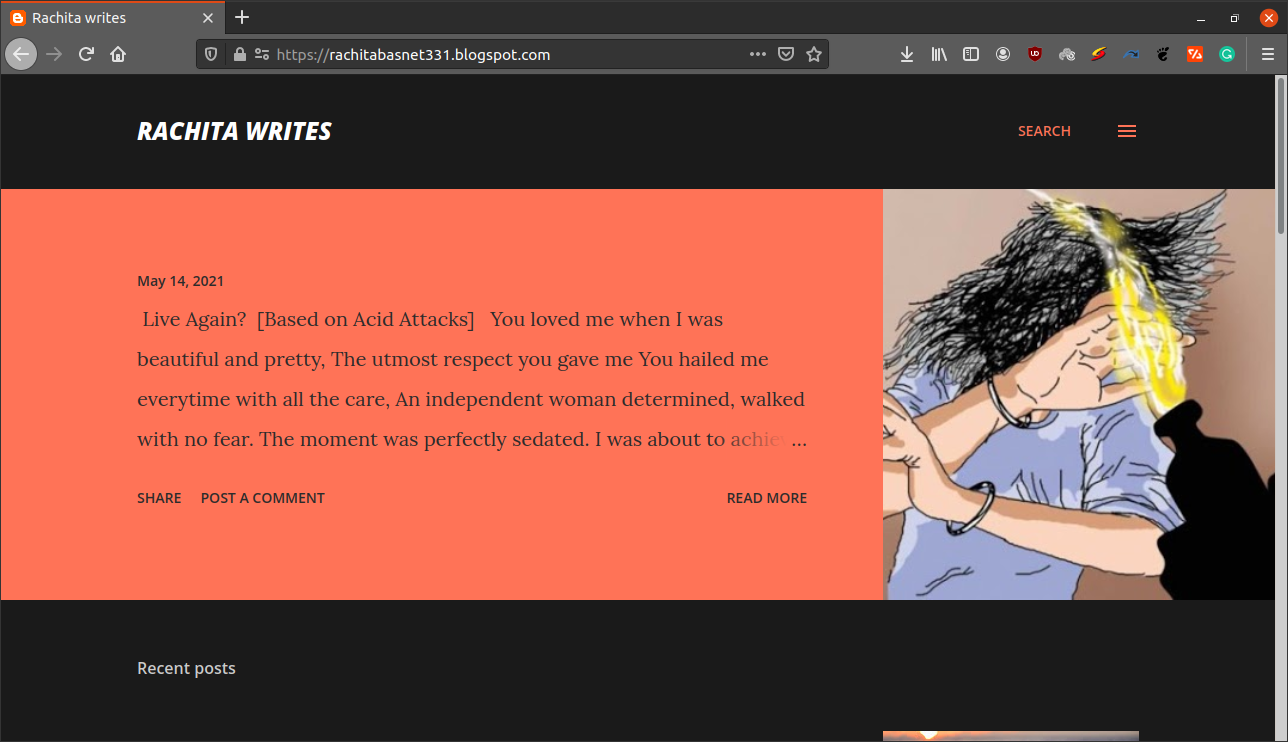 Rachita writes
https://rachitabasnet331.blogspot.com
RACHITA WRITES
SEARCH
May 14, 2021
Live Again? [Based on Acid Attacks] You loved me when I was
beautiful and pretty, The utmost respect you gave me You hailed me
everytime with all the care, An independent woman determined, walked
with no fear. The moment was perfectly sedated. I was about to achie...
SHARE POST A COMMENT READ MORE
Recent posts